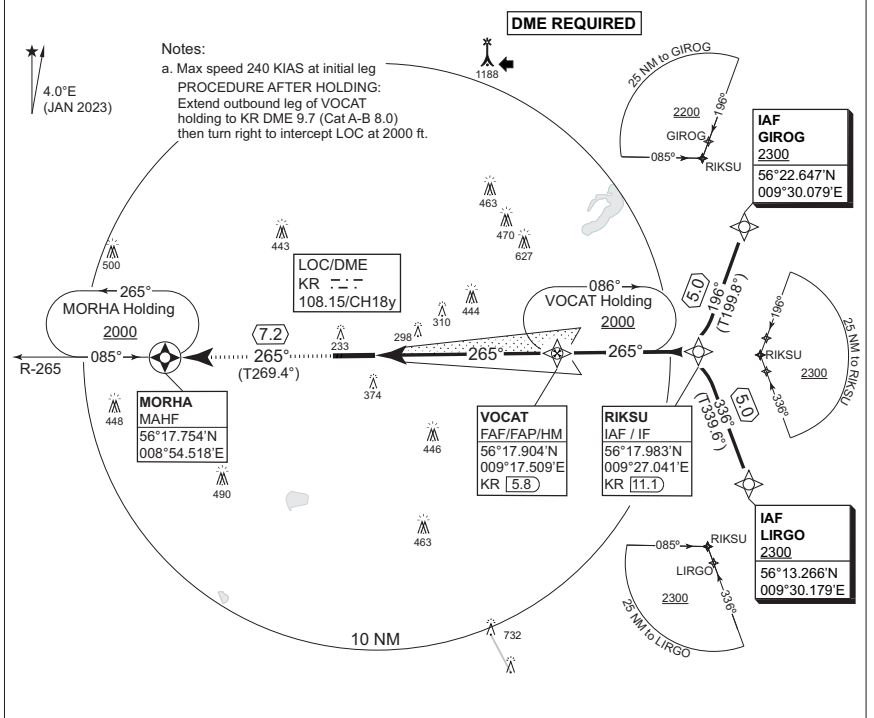 DME REQUIRED
Notes:
a. Max speed 240 KIAS at initial leg
PROCEDURE AFTER HOLDING:
Extend outbound leg of VOCAT
holding to KR DME 9.7 (Cat A-B 8.0)
then turn right to intercept LOC at 2000 ft.
4.0°E
(JAN 2023)
1188
25 NM to GIROG
196°
2200
GIROG
085°
RIKSU
IAF
GIROG
2300
56°22.647'N
009°30.079'E
463
470
627
443
500
LOC/DME
KR
108.15/CH18y
265°
MORHA Holding
2000
085°
R-265
7.2
265°
(T269.4°)
233
298
310
444
374
265°
086°
VOCAT Holding
2000
265°
5.0
196°
(T199.8°)
5.0
336°
(T339.6°)
196°
RIKSU
2300
336°
25 NM to RIKSU
MORHA
MAHF
56°17.754'N
008°54.518'E
448
490
446
463
VOCAT
FAF/FAP/HM
56°17.904'N
009°17.509'E
KR 5.8
RIKSU
IAF / IF
56°17.983'N
009°27.041'E
KR 11.1
IAF
LIRGO
2300
56°13.266'N
009°30.179'E
085°
RIKSU
LIRGO
2300
336°
25 NM to LIRGO
10 NM
732